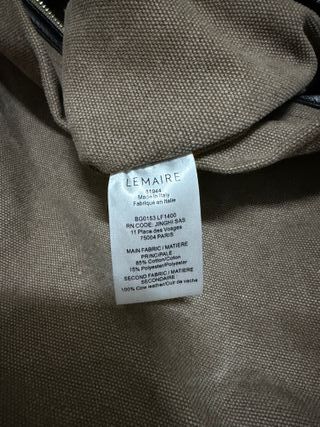 LEMAIRE
11944
Made in Italy
Fabriqué en Italie
BG0153 LF1400
RN CODE: JINGHI SAS
11 Place des Vosges
75004 PARIS
MAIN FABRIC / MATIERE
PRINCIPALE
85% Cotton/Coton
15% Polyester/Polyester
SECOND FABRIC / MATIERE
SECONDAIRE
100% Cow leather/Cuir de vache